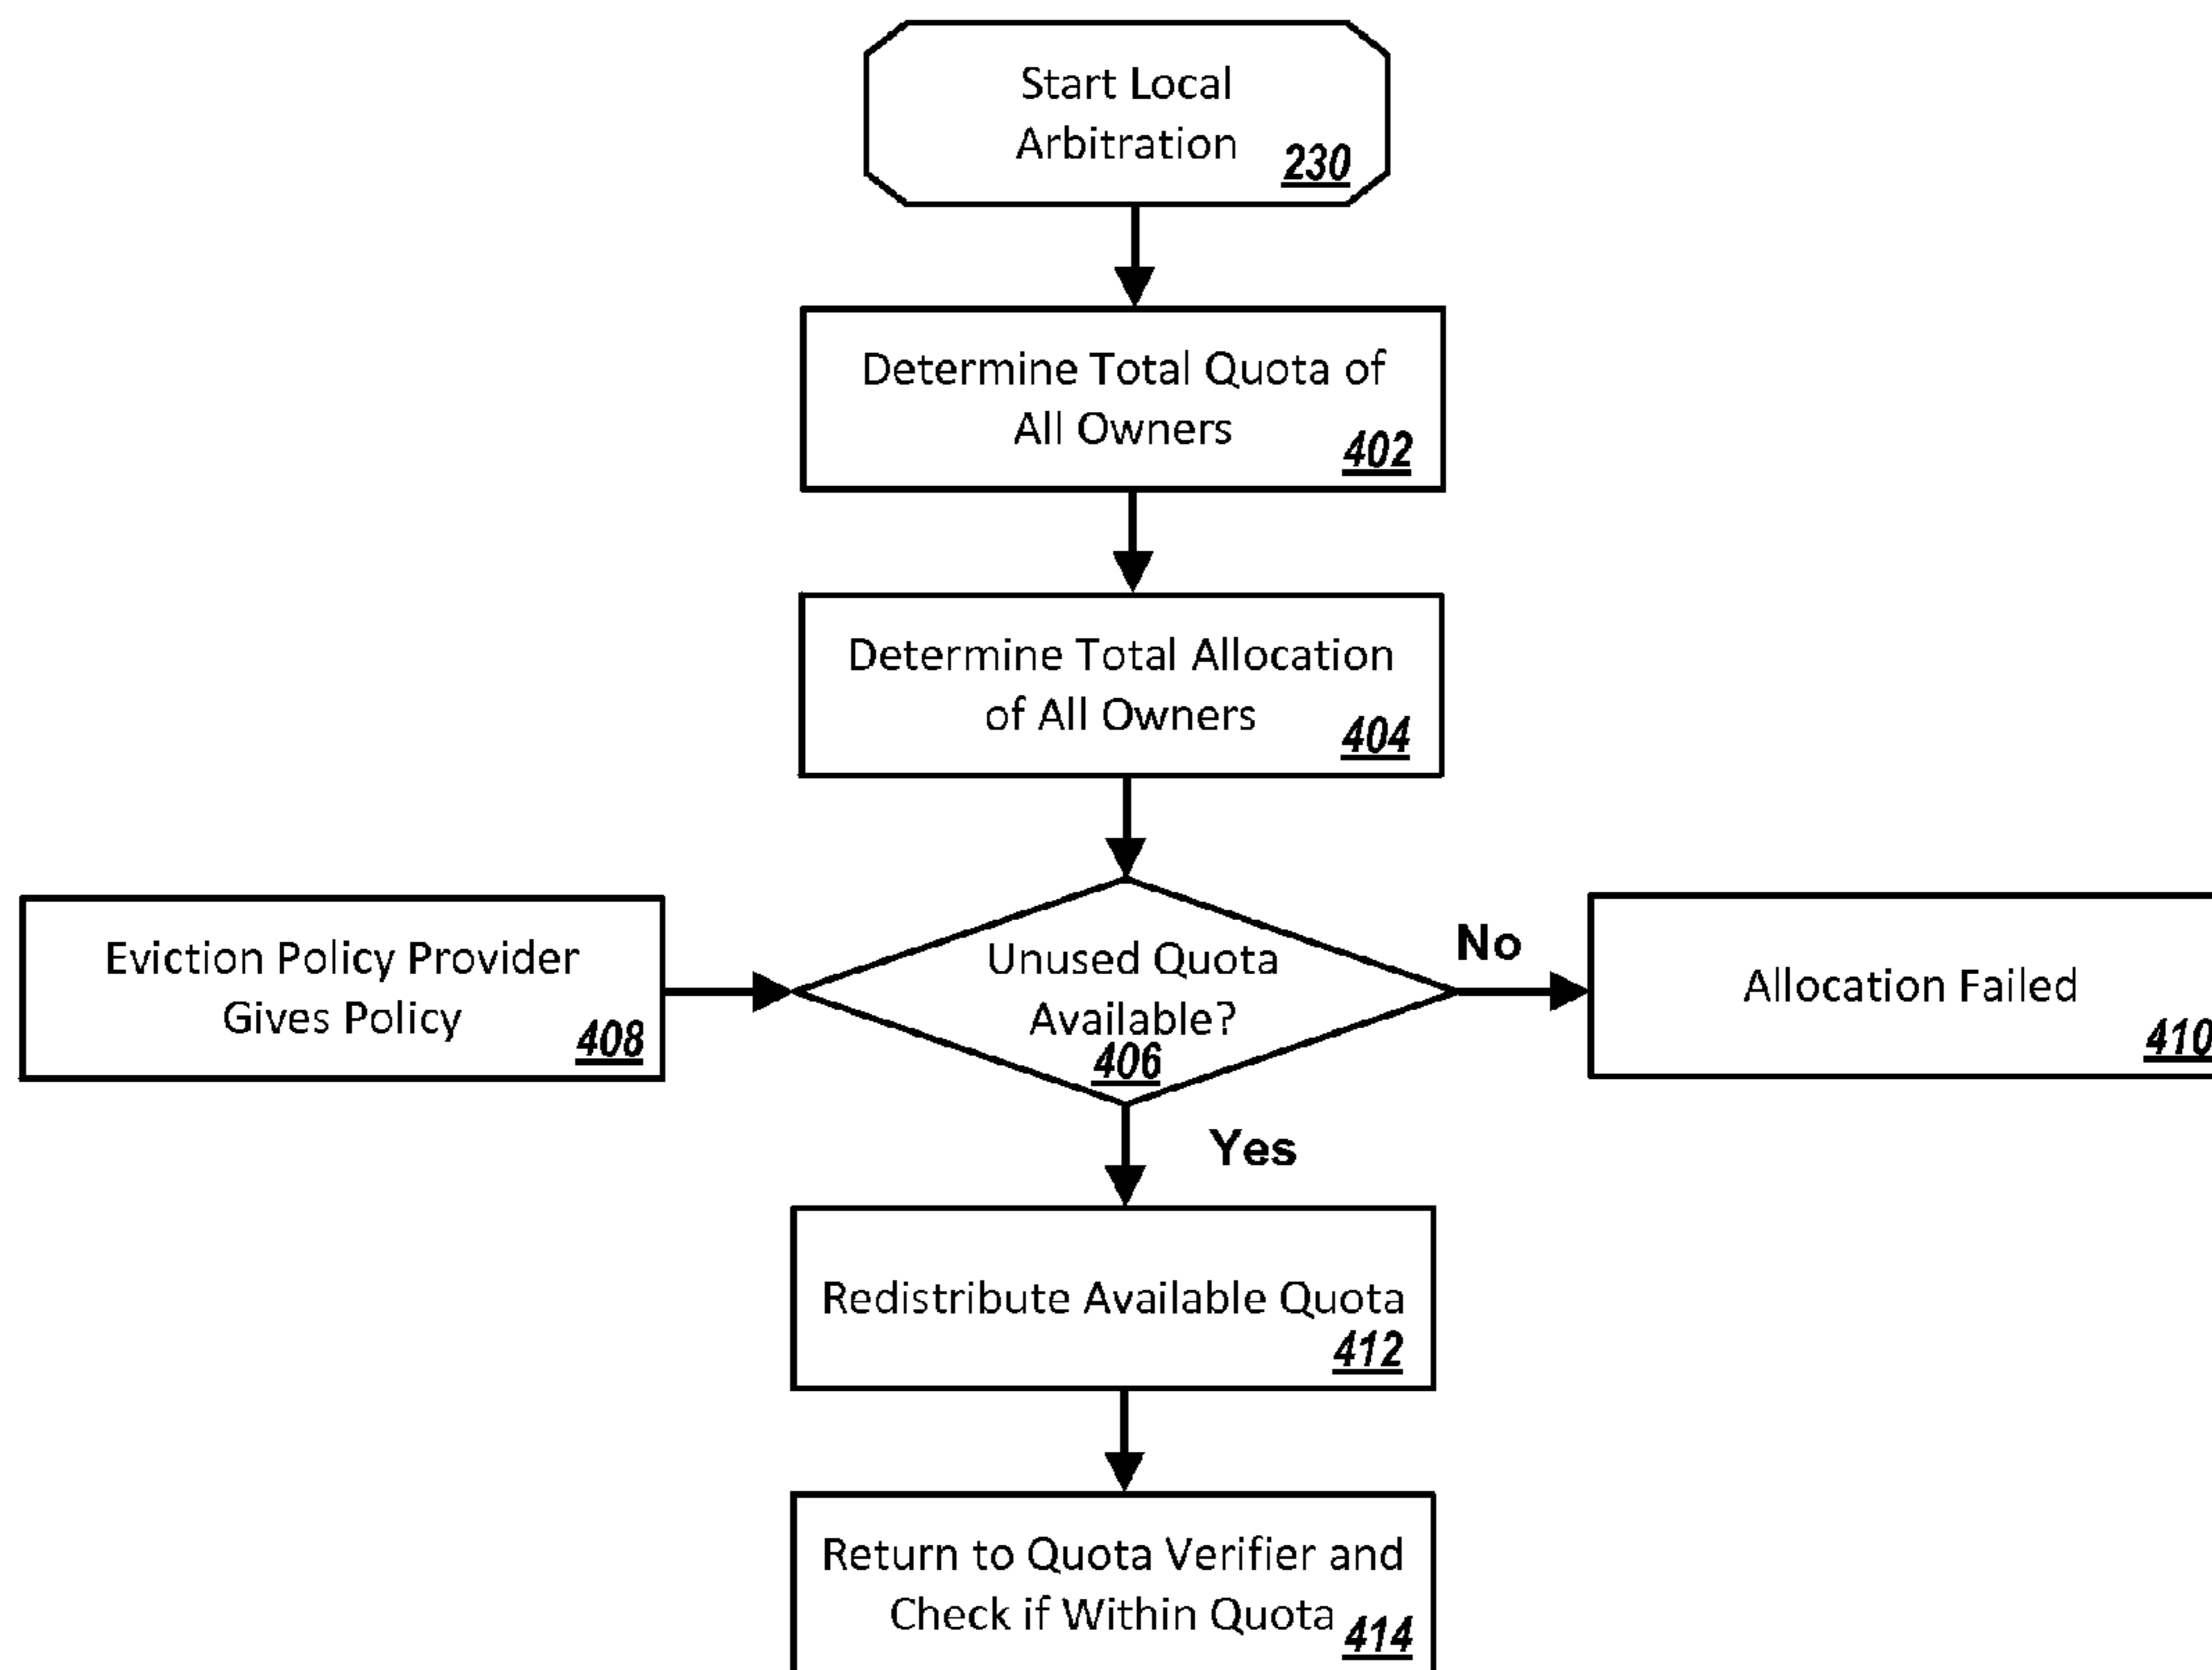 Start Local
Arbitration
230
Determine Total Quota of
All Owners
402
Determine Total Allocation
of All Owners
404
Eviction Policy Provider
Gives Policy
408
Unused Quota
Available?
406
No
Allocation Failed
410
Yes
Redistribute Available Quota
412
Return to Quota Verifier and
Check if Within Quota
414